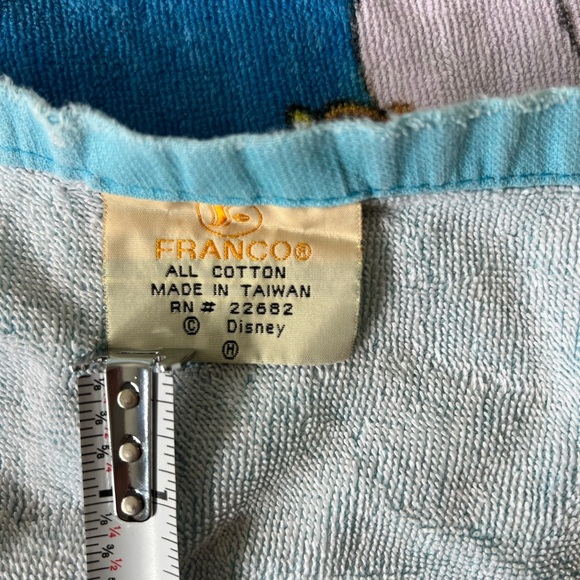 FRANCO®
ALL COTTON
MADE IN TAIWAN
RN # 22682
© Disney
Ⓗ